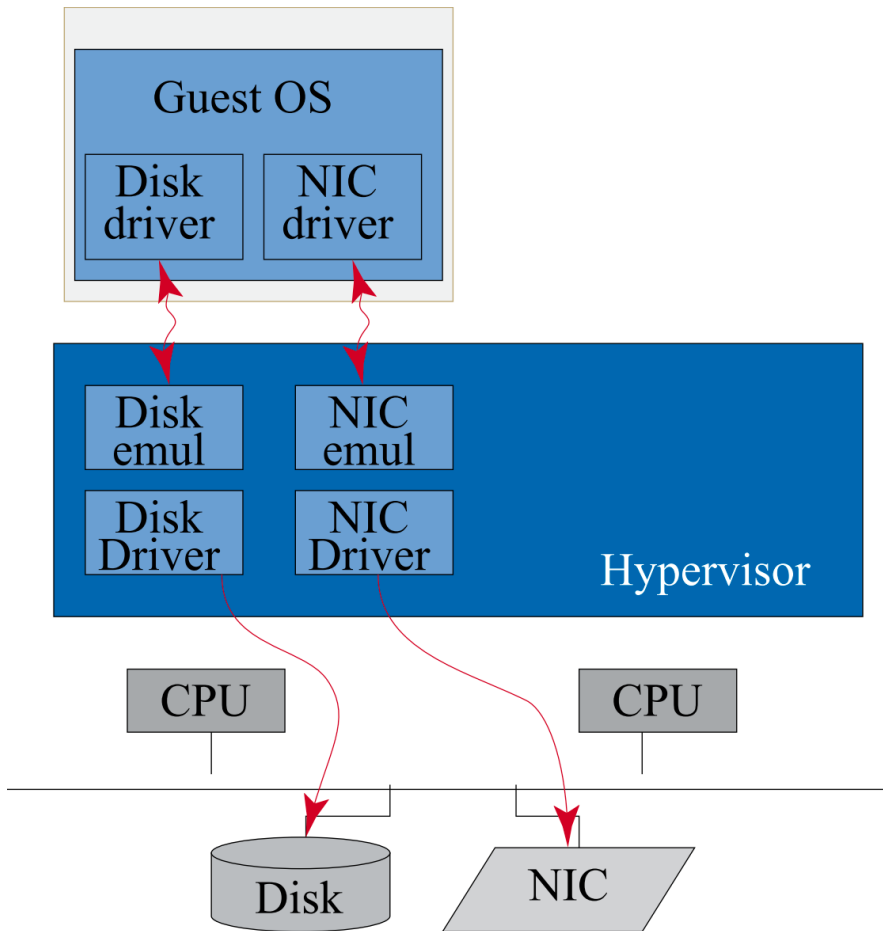 Guest OS
Disk
driver
NIC
driver
Disk
emul
NIC
emul
Disk
Driver
NIC
Driver
Hypervisor
CPU
CPU
Disk
NIC